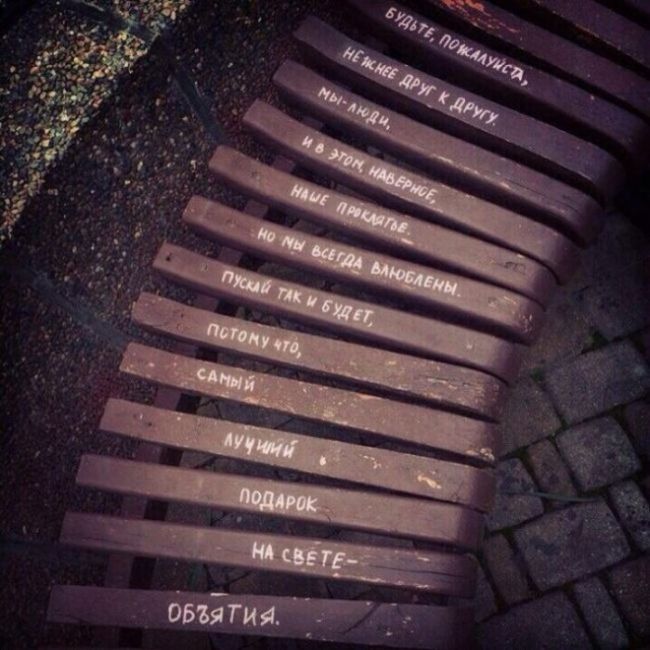 БУДЬТЕ, ПОЖАЛУЙСТА,
НЕЖНЕЕ ДРУГ К ДРУГУ.
МЫ-ЛЮДИ,
И В ЭТОМ, НАВЕРНОЕ,
НАШЕ ПРОКЛЯТЬЕ.
НО МЫ ВСЕГДА ВЛЮБЛЕНЫ.
ПУСКАЙ ТАК И БУДЕТ,
ПОТОМУ ЧТО,
САМЫЙ
ЛУЧШИЙ
ПОДАРОК
НА СВЕТЕ-
ОБЪЯТИЯ.